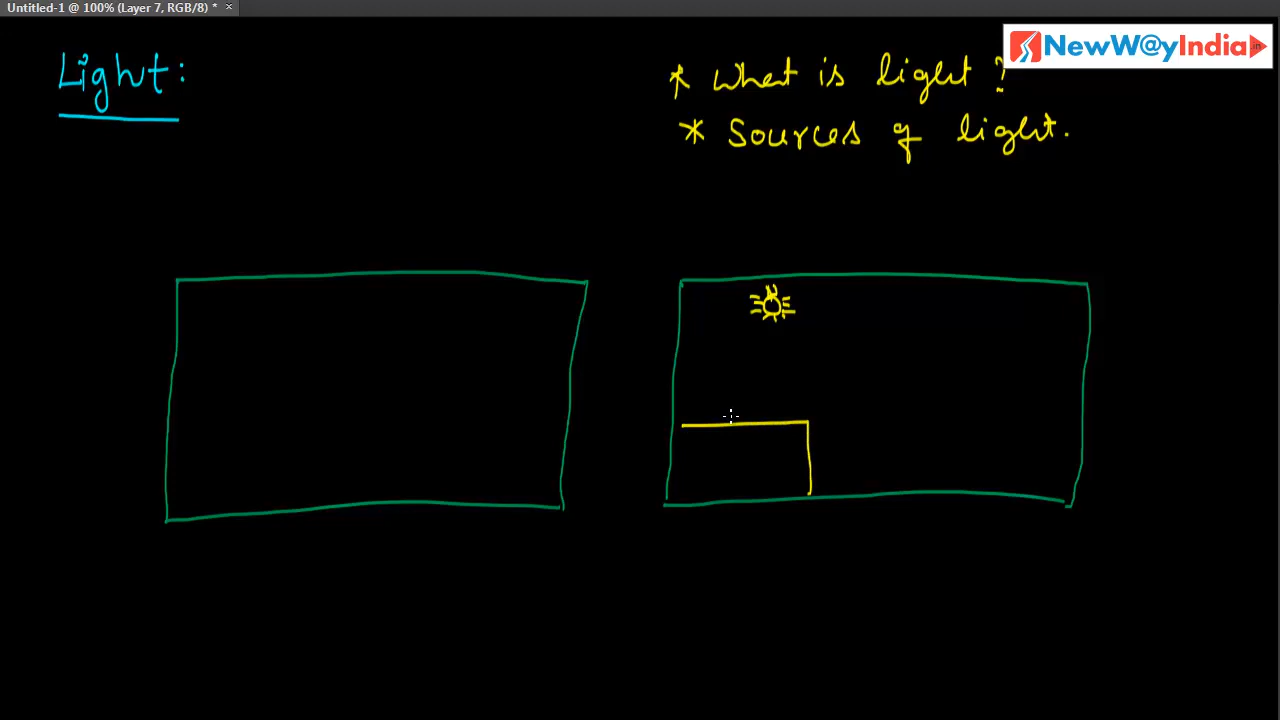 Untitled-1 @ 100% (Layer 7, RGB/8) * ×
NewW@yIndia.in
Light:
* What is light ?
* Sources of light.